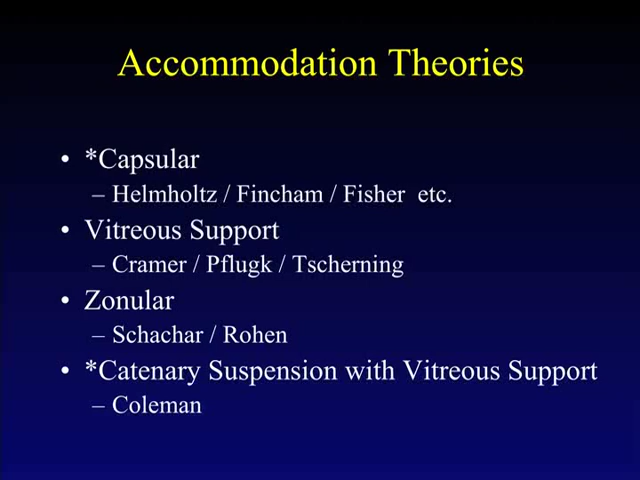 Accommodation Theories
• *Capsular
– Helmholtz / Fincham / Fisher etc.
• Vitreous Support
– Cramer / Pflugk / Tscherning
• Zonular
– Schachar / Rohen
• *Catenary Suspension with Vitreous Support
– Coleman